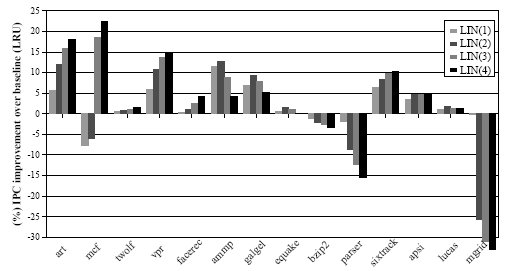 (%) IPC improvement over baseline (LRU)
25
20
15
10
5
0
-5
-10
-15
-20
-25
-30
LIN(1)
LIN(2)
LIN(3)
LIN(4)
art
mcf
twolf
vpr
facerec
ammp
galgel
equake
bzip2
parser
sixtrack
apsi
lucas
mgrid